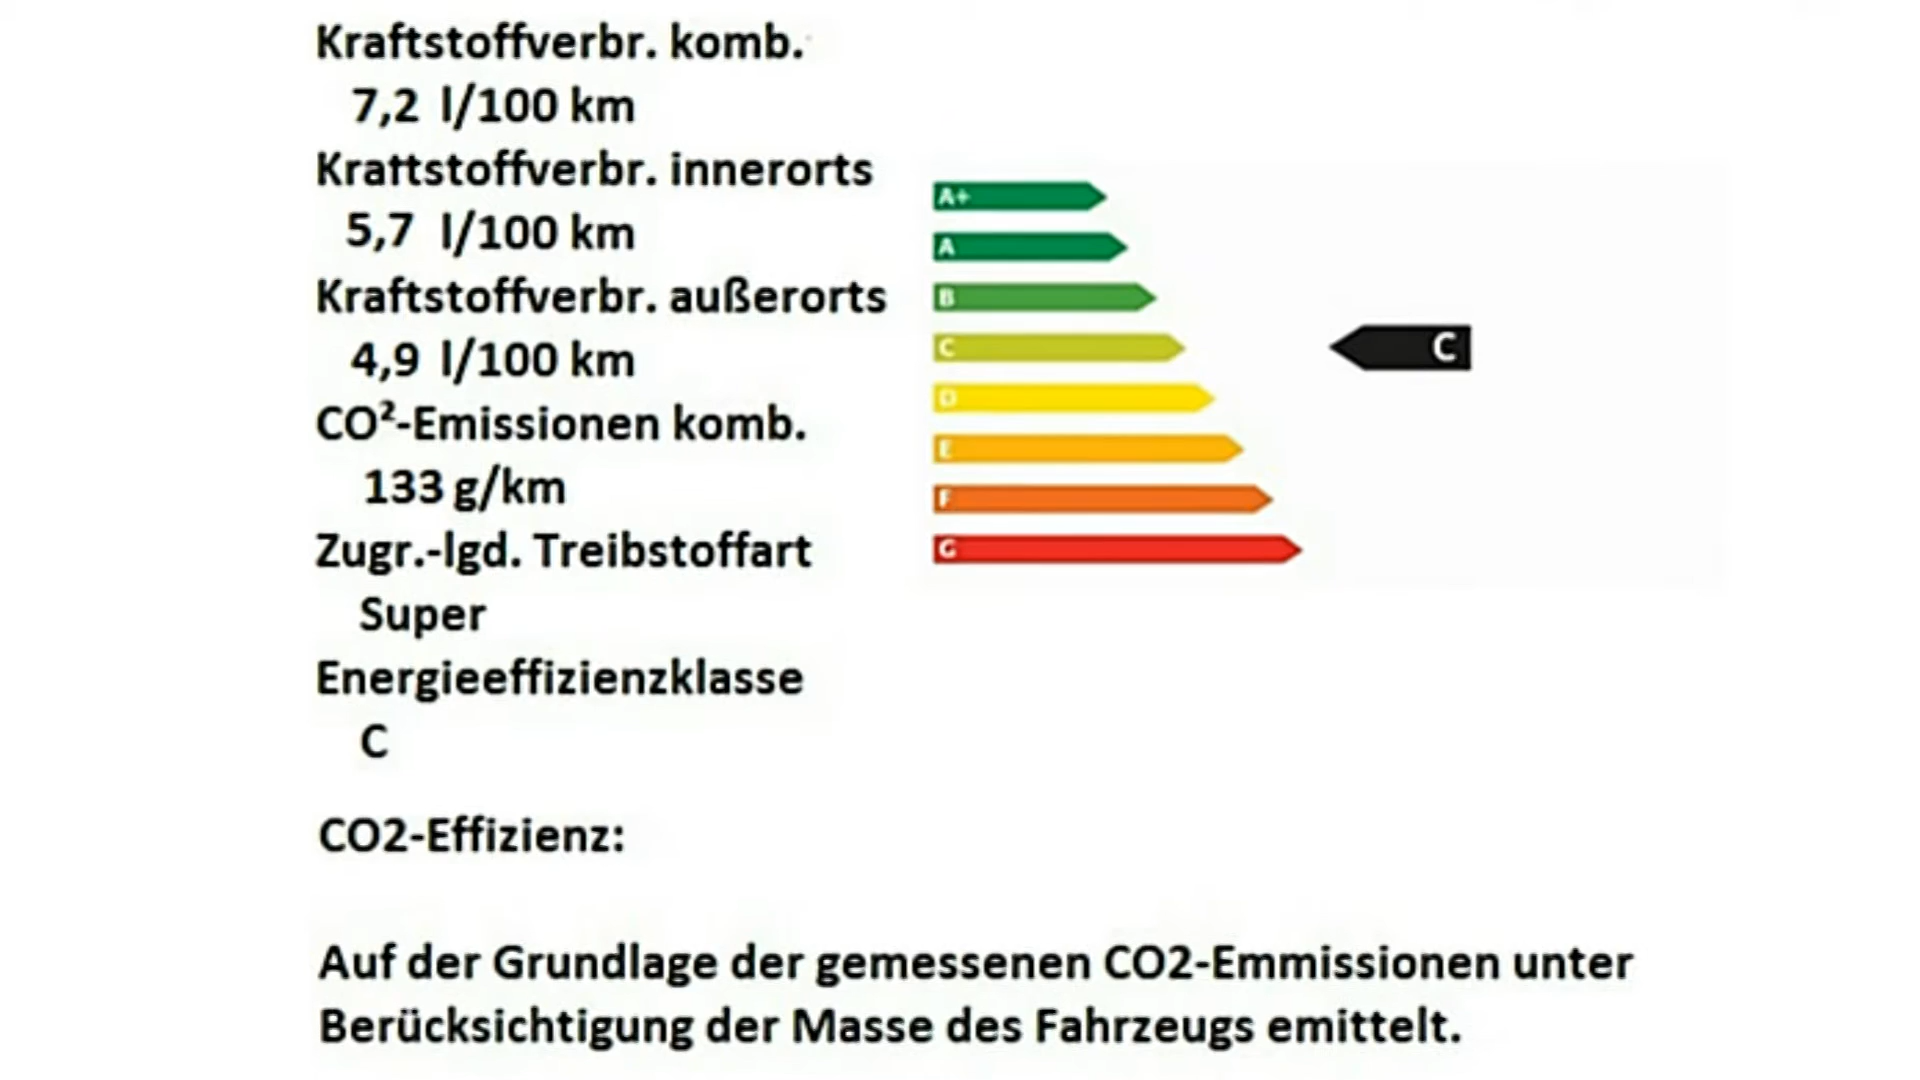 Kraftstoffverbr. komb.
7,2 l/100 km
Kraftstoffverbr. innerorts
5,7 l/100 km
Kraftstoffverbr. außerorts
4,9 l/100 km
CO²-Emissionen komb.
133 g/km
Zugr.-lgd. Treibstoffart
Super
Energieeffizienzklasse
C
A+
A
B
C
D
E
F
G
C
CO2-Effizienz:
Auf der Grundlage der gemessenen CO2-Emmissionen unter
Berücksichtigung der Masse des Fahrzeugs emittelt.